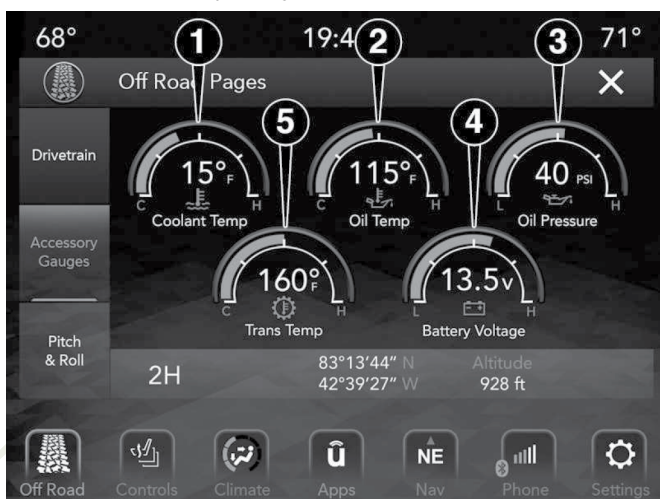 68° 1 19:4 2 3 71°
Off Road Pages
5 4
Drivetrain
15°F 115°F 40 PSI
C H C H L H
Coolant Temp Oil Temp Oil Pressure
Accessory
Gauges
160°F 13.5v
C H L H
Trans Temp Battery Voltage
Pitch
& Roll
2H
83°13'44" N Altitude
42°39'27" W 928 ft
û NE
Off Road Controls Climate Apps Nav Phone Settings